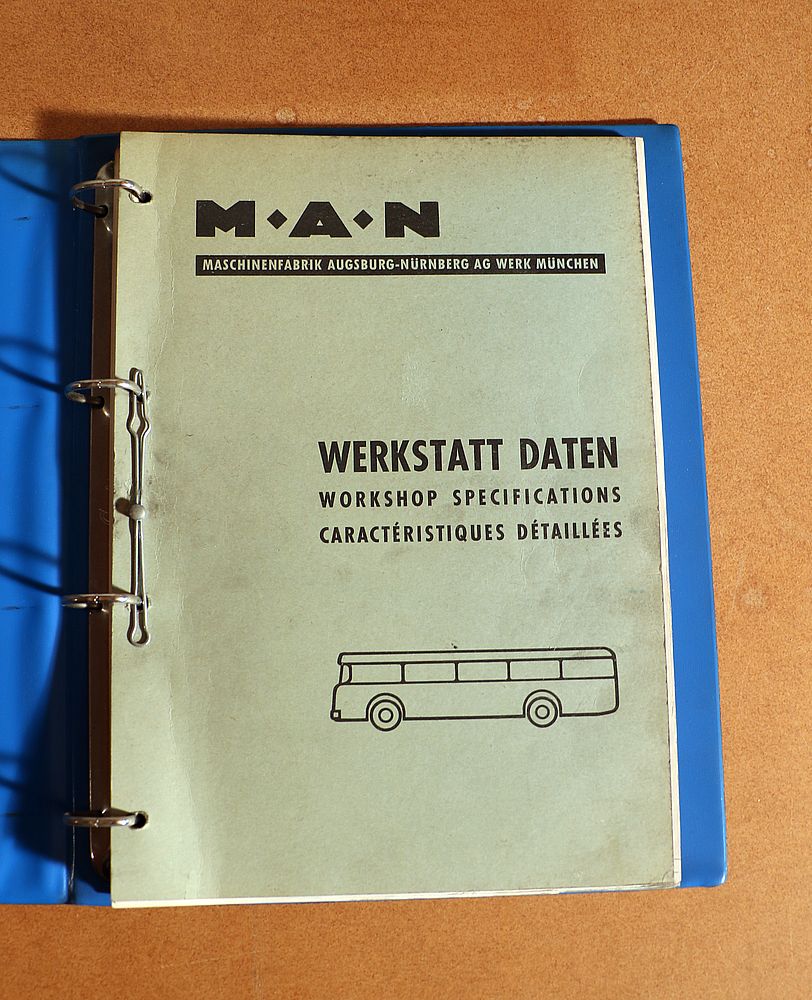 M·A·N
MASCHINENFABRIK AUGSBURG-NÜRNBERG AG WERK MÜNCHEN
WERKSTATT DATEN
WORKSHOP SPECIFICATIONS
CARACTÉRISTIQUES DÉTAILLÉES